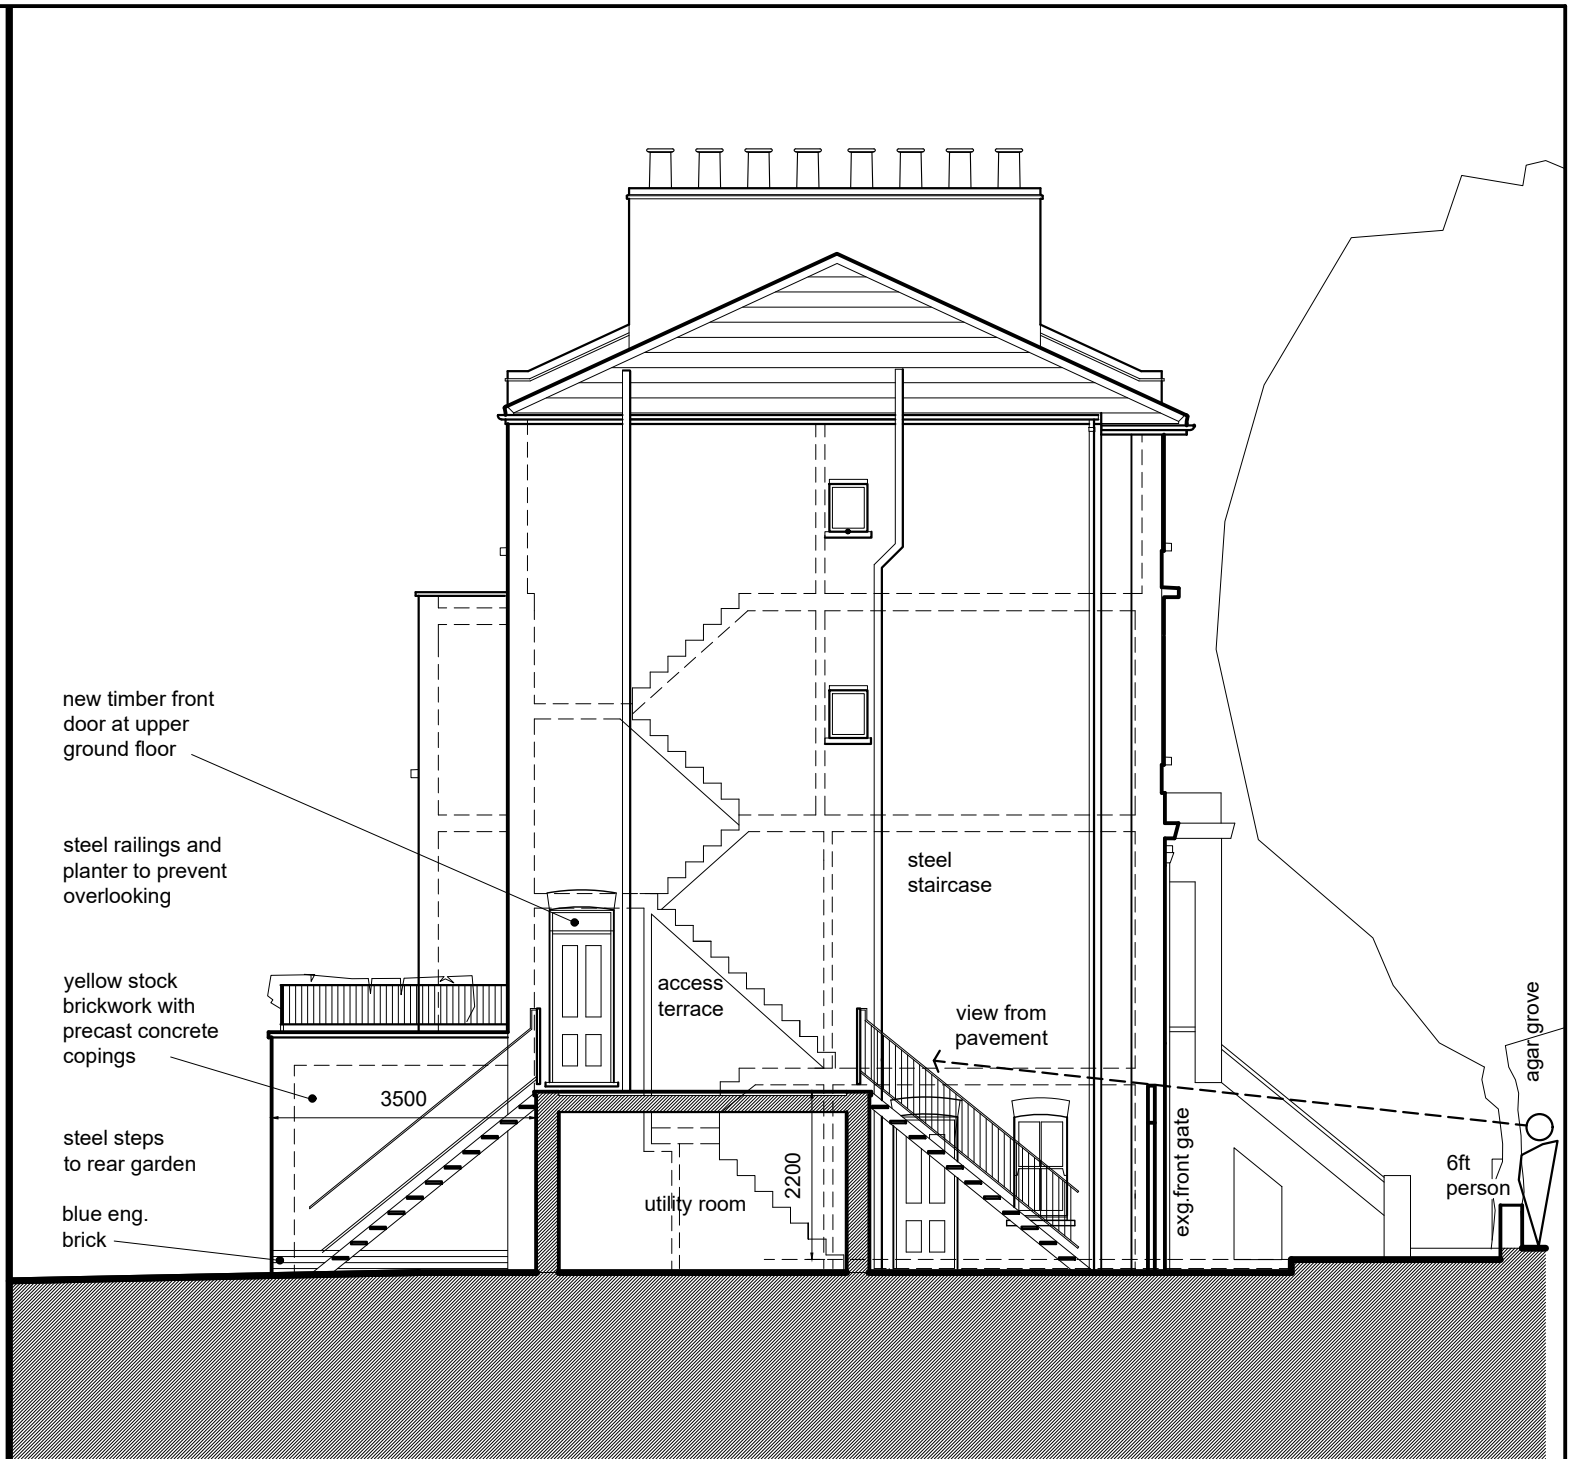 new timber front
door at upper
ground floor
steel railings and
planter to prevent
overlooking
yellow stock
brickwork with
precast concrete
copings
3500
steel steps
to rear garden
blue eng.
brick
steel
staircase
access
terrace
view from
pavement
utility room
2200
exg.front gate
agar grove
6ft
person